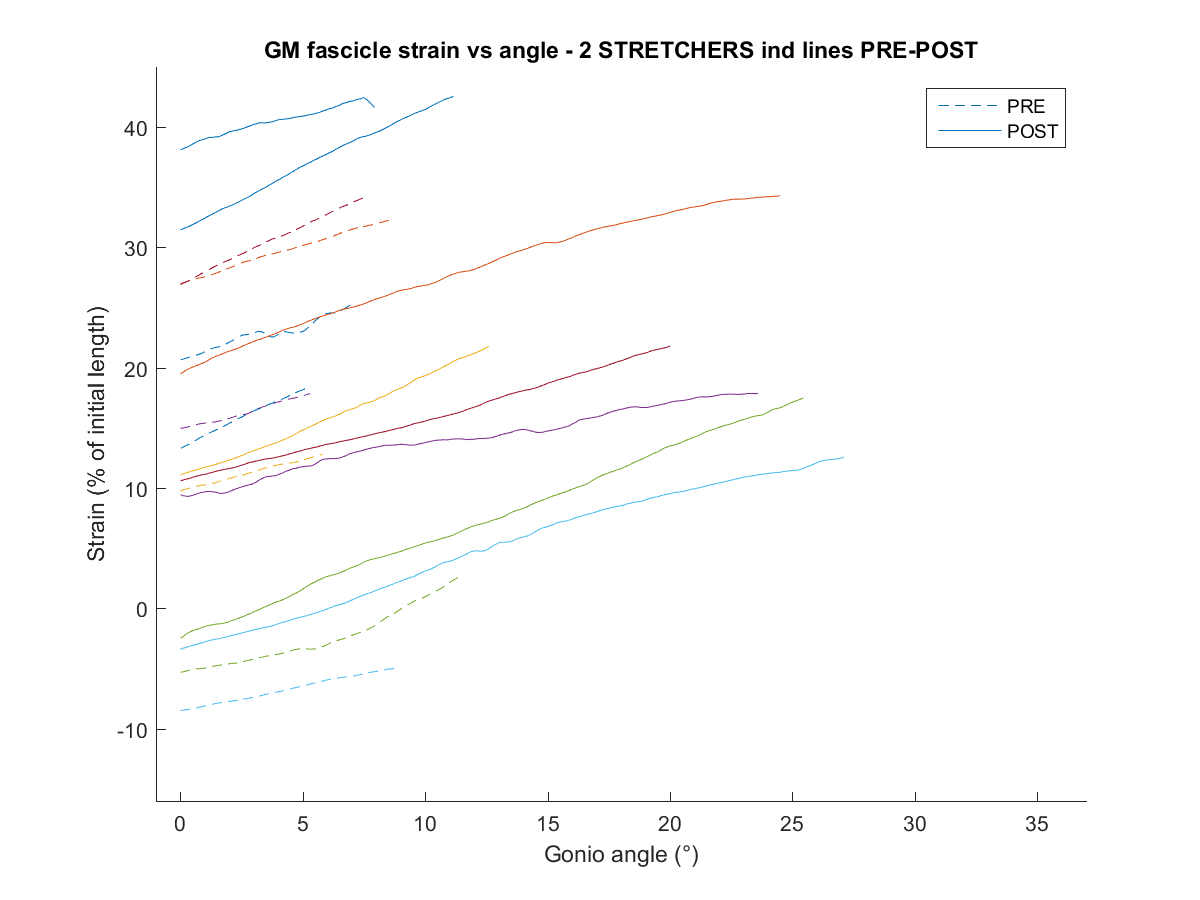 GM fascicle strain vs angle - 2 STRETCHERS ind lines PRE-POST
PRE
POST
40
30
20
10
0
-10
Strain (% of initial length)
0 5 10 15 20 25 30 35
Gonio angle (°)